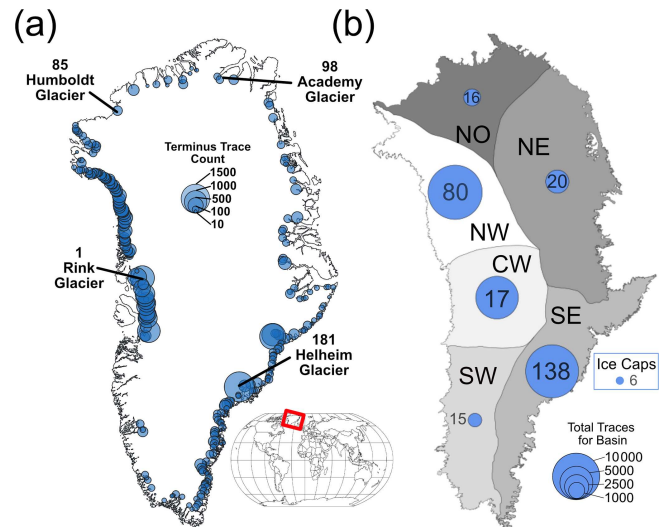 (a)
85
Humboldt
Glacier
98
Academy
Glacier
Terminus Trace
Count
1500
1000
500
100
10
1
Rink
Glacier
181
Helheim
Glacier
(b)
16
NO
NE
20
80
NW
CW
17
SE
138
SW
15
Ice Caps
6
Total Traces
for Basin
10000
5000
2500
1000